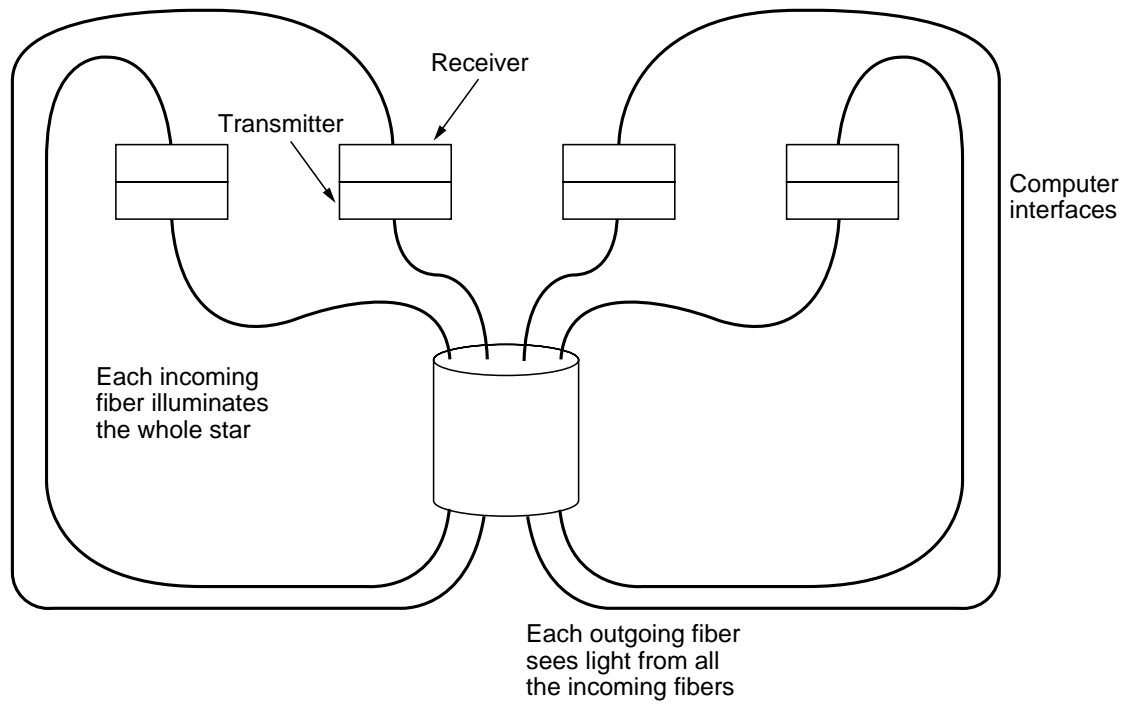 Receiver
Transmitter
Computer
interfaces
Each incoming
fiber illuminates
the whole star
Each outgoing fiber
sees light from all
the incoming fibers